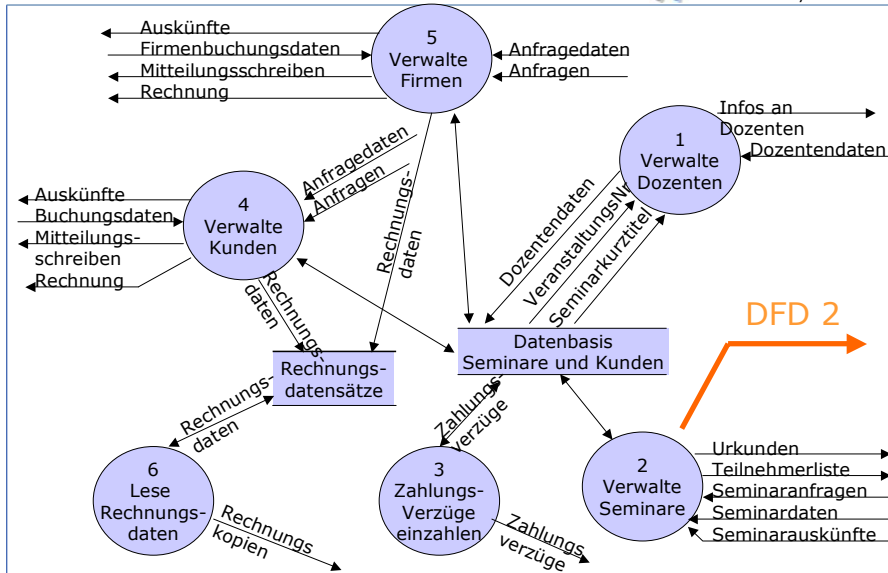 Auskünfte
Firmenbuchungsdaten
Mitteilungsschreiben
Rechnung
5
Verwalte
Firmen
Anfragedaten
Anfragen
Infos an
Dozenten
Dozentendaten
1
Verwalte
Dozenten
Anfragedaten
Anfragen
Rechnungs-
daten
Dozentendaten
VeranstaltungsNr
Seminarkurztitel
Auskünfte
Buchungsdaten
Mitteilungs-
schreiben
Rechnung
4
Verwalte
Kunden
Rechnungs-
daten
DFD 2
Datenbasis
Seminare und Kunden
Rechnungs-
datensätze
Rechnungs-
daten
Zahlungs-
verzüge
6
Lese
Rechnungs-
daten
Rechnungs
kopien
3
Zahlungs-
Verzüge
einzahlen
Zahlungs
verzüge
2
Verwalte
Seminare
Urkunden
Teilnehmerliste
Seminaranfragen
Seminardaten
Seminarauskünfte